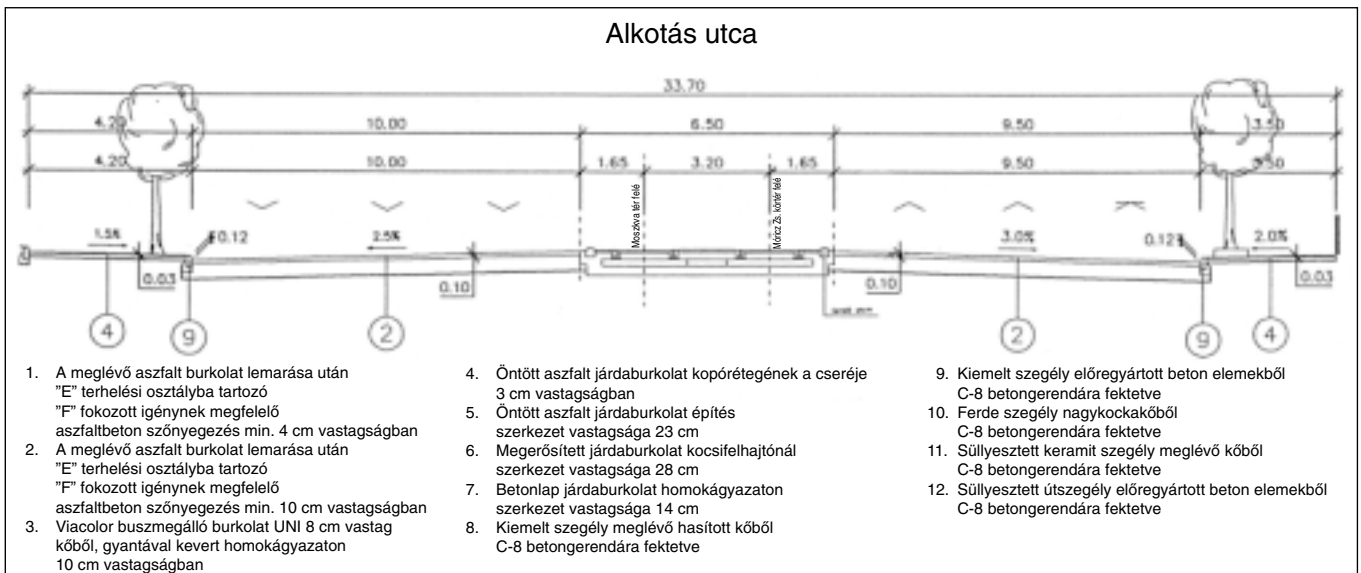 Alkotás utca
33.70
4.20 10.00 6.50 9.50 3.50
4.20 10.00 1.65 3.20 1.65 9.50 3.50
Moszkva tér felé
Móricz Zs. körtér felé
1.5% 0.12 2.5% 3.0% 0.12 2.0%
0.03 0.10 0.10 0.03
4 9 2 2 9 4
1. A meglévő aszfalt burkolat lemarása után
"E" terhelési osztályba tartozó
"F" fokozott igénynek megfelelő
aszfaltbeton szőnyegezés min. 4 cm vastagságban
2. A meglévő aszfalt burkolat lemarása után
"E" terhelési osztályba tartozó
"F" fokozott igénynek megfelelő
aszfaltbeton szőnyegezés min. 10 cm vastagságban
3. Viacolor buszmegálló burkolat UNI 8 cm vastag
kőből, gyantával kevert homokágyazaton
10 cm vastagságban
4. Öntött aszfalt járdaburkolat kopórétegének a cseréje
3 cm vastagságban
5. Öntött aszfalt járdaburkolat építés
szerkezet vastagsága 23 cm
6. Megerősített járdaburkolat kocsifelhajtónál
szerkezet vastagsága 28 cm
7. Betonlap járdaburkolat homokágyazaton
szerkezet vastagsága 14 cm
8. Kiemelt szegély meglévő hasított kőből
C-8 betongerendára fektetve
9. Kiemelt szegély előregyártott beton elemekből
C-8 betongerendára fektetve
10. Ferde szegély nagykockakőből
C-8 betongerendára fektetve
11. Süllyesztett keramit szegély meglévő kőből
C-8 betongerendára fektetve
12. Süllyesztett útszegély előregyártott beton elemekből
C-8 betongerendára fektetve